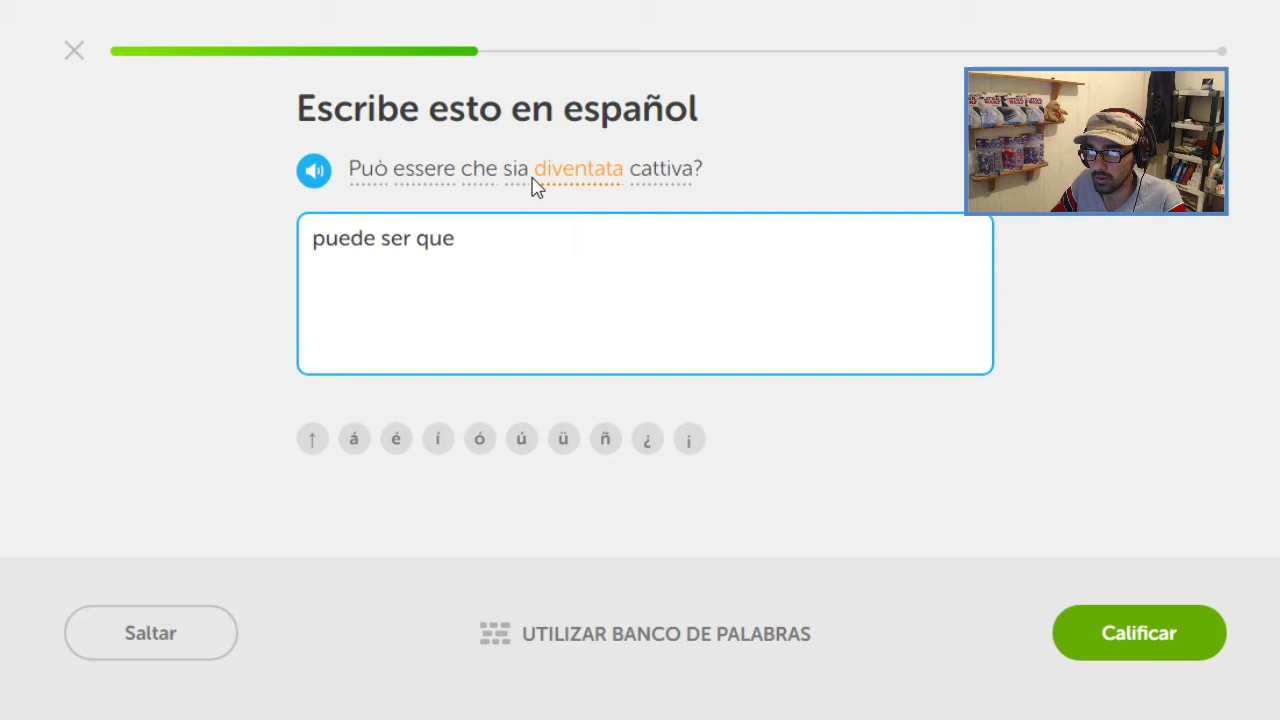 Escribe esto en español
Può essere che sia diventata cattiva?
puede ser que
↑ á é í ó ú ü ñ ¿ ¡
Saltar
UTILIZAR BANCO DE PALABRAS
Calificar